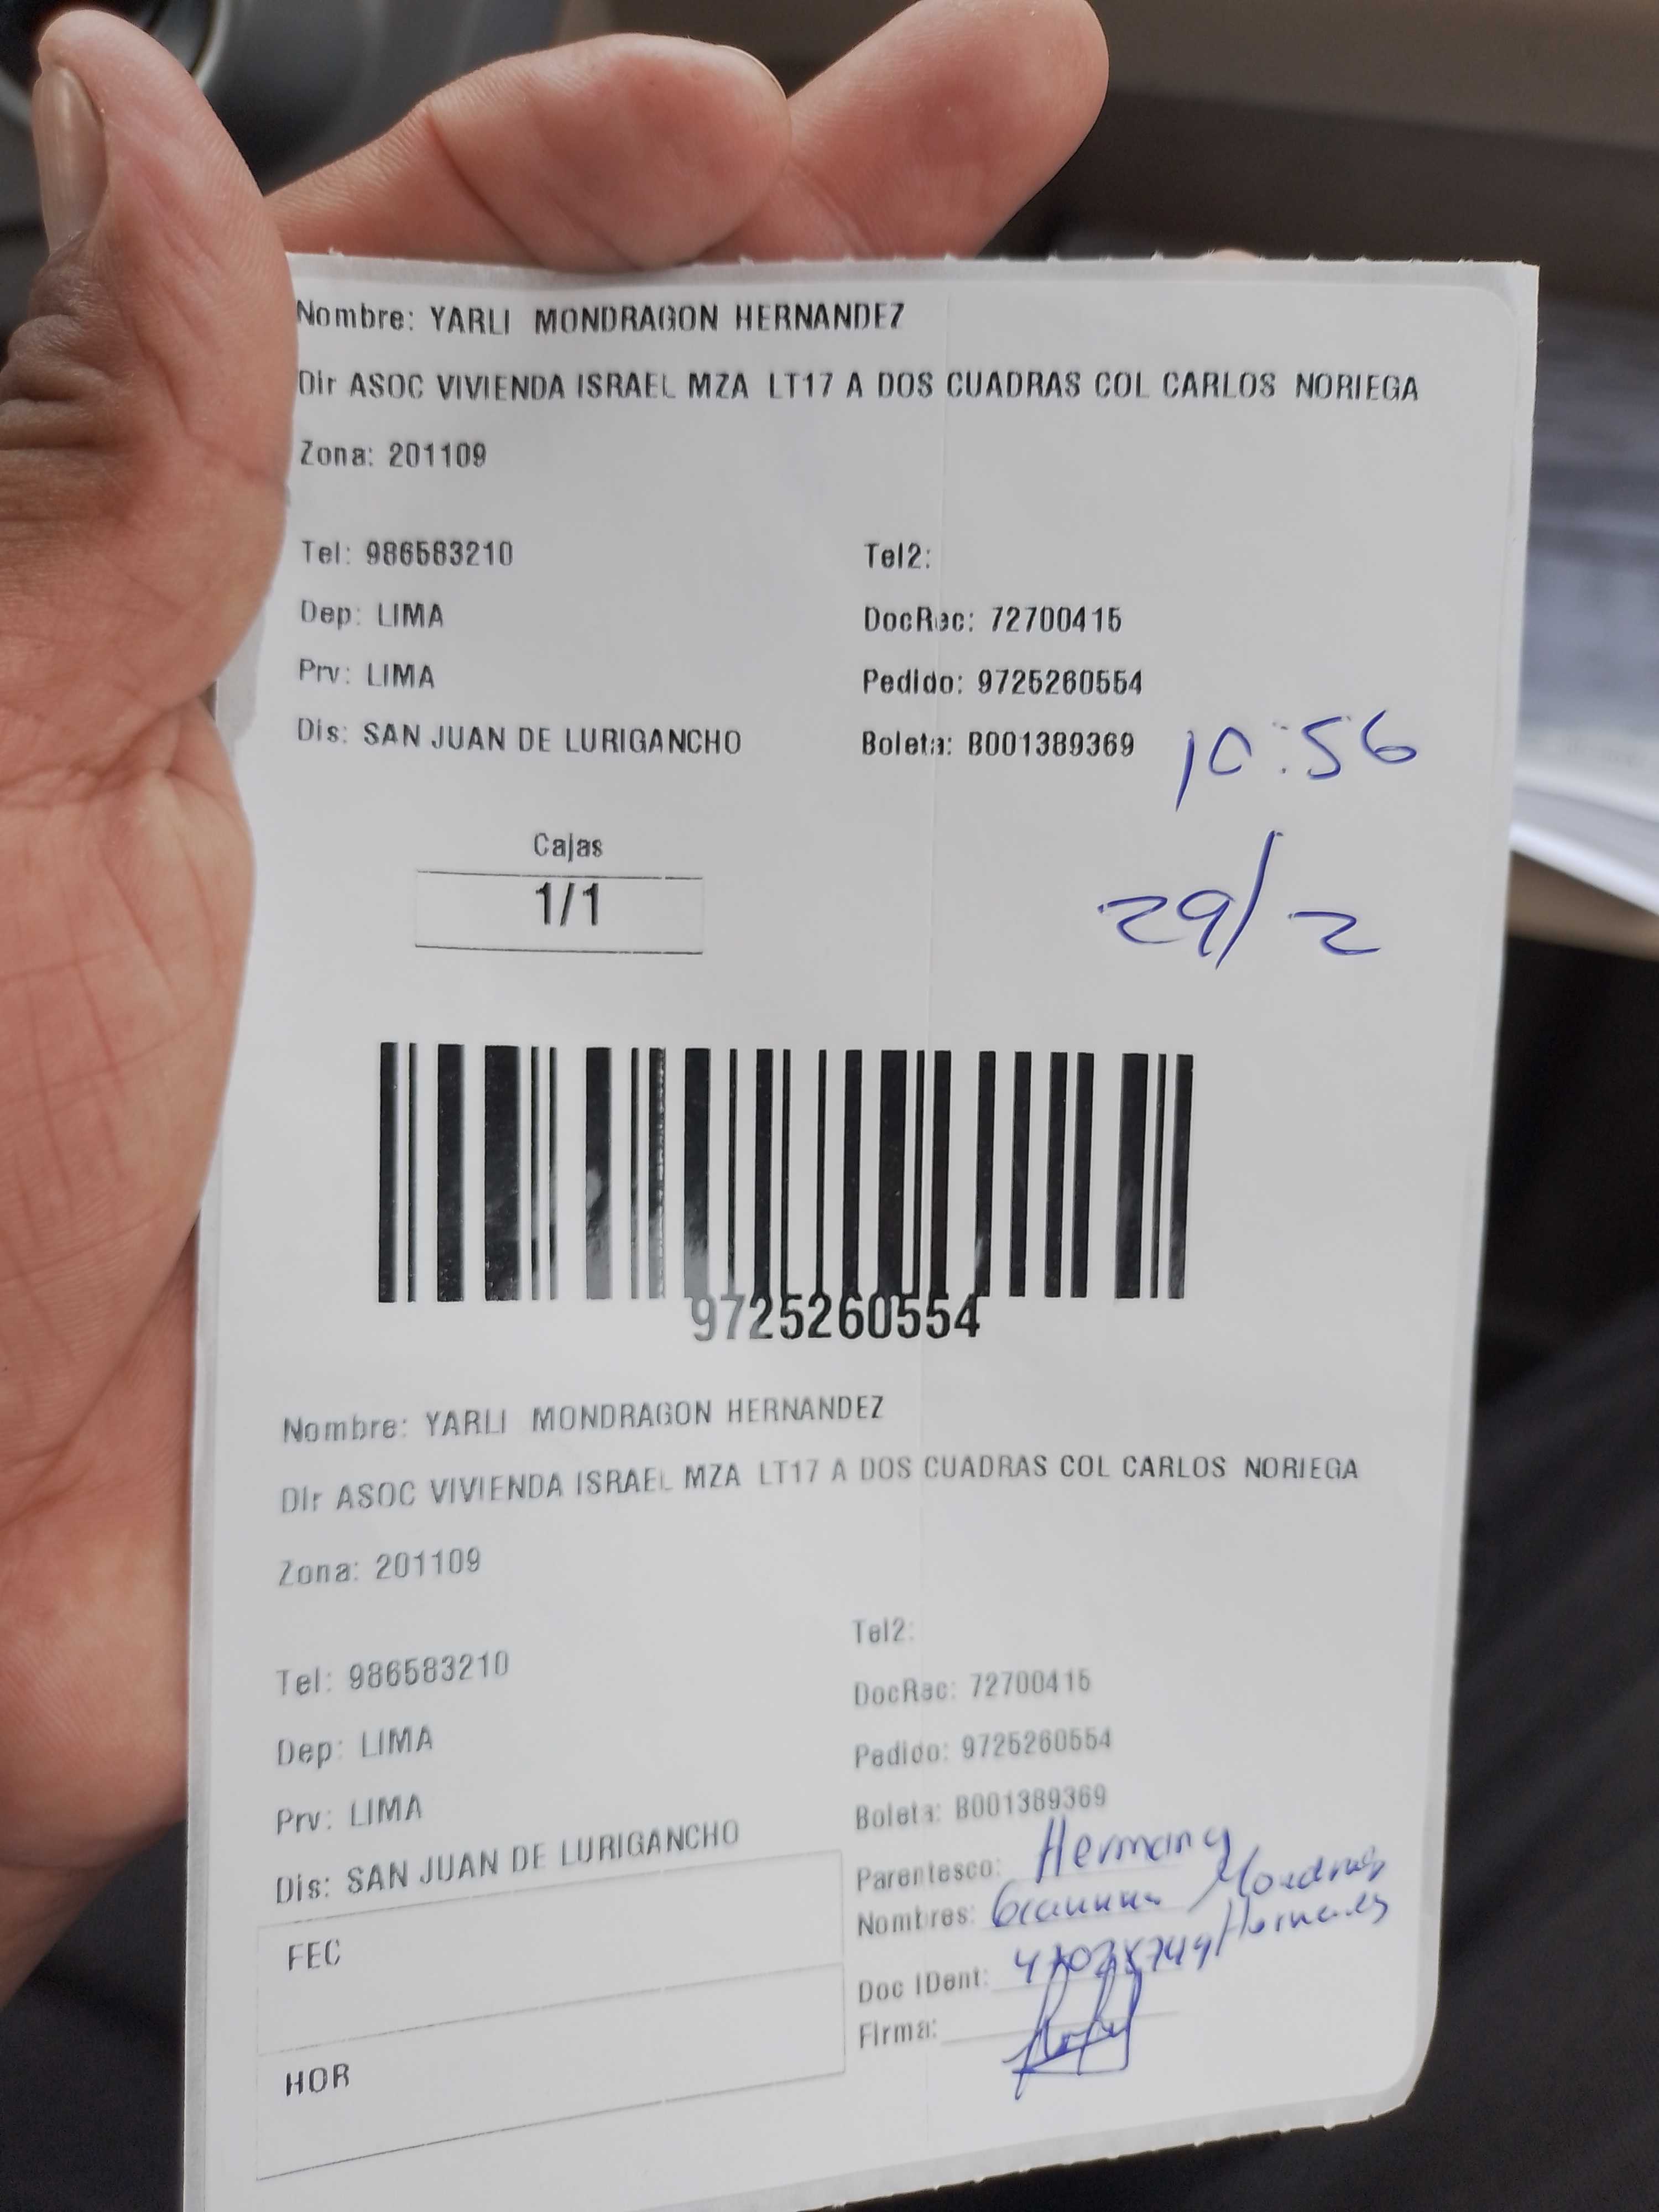 Nombre: YARLI MONDRAGON HERNANDEZ
Dir ASOC VIVIENDA ISRAEL MZA LT17 A DOS CUADRAS COL CARLOS NORIEGA
Zona: 201109
Tel: 986583210 Tel2:
Dep: LIMA DocRec: 72700415
Prv: LIMA Pedido: 9725260554
Dis: SAN JUAN DE LURIGANCHO Boleta: B001389369 10:56
Cajas
1/1
29/2
9725260554
Nombre: YARLI MONDRAGON HERNANDEZ
Dir ASOC VIVIENDA ISRAEL MZA LT17 A DOS CUADRAS COL CARLOS NORIEGA
Zona: 201109
Tel2:
Tel: 986583210 DocRec: 72700415
Dep: LIMA Pedido: 9725260554
Prv: LIMA Boleta: B001389369
Dis: SAN JUAN DE LURIGANCHO Parentesco: Hermana
Nombres:
FEC Doc IDent:
Firma:
HOR